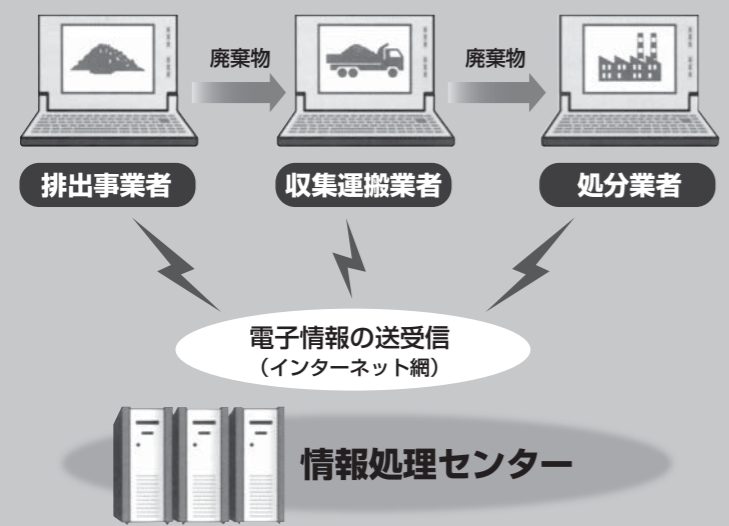 廃棄物
廃棄物
排出事業者
収集運搬業者
処分業者
電子情報の送受信
（インターネット網）
情報処理センター